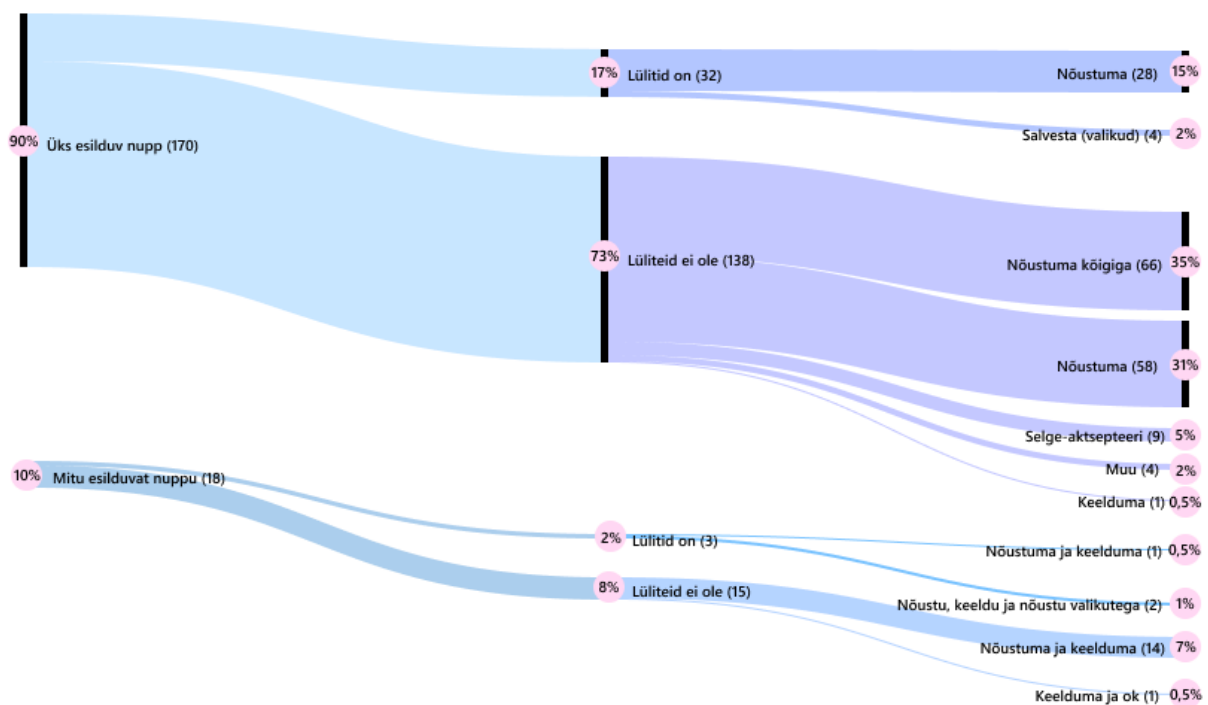 17% Lülitid on (32)
Nõustuma (28) 15%
Salvesta (valikud) (4) 2%
90% Üks esilduv nupp (170)
73% Lüliteid ei ole (138)
Nõustuma kõigiga (66) 35%
Nõustuma (58) 31%
Selge-aktsepteeri (9) 5%
Muu (4) 2%
Keelduma (1) 0,5%
10% Mitu esilduvat nuppu (18)
2% Lülitid on (3)
Nõustuma ja keelduma (1) 0,5%
8% Lüliteid ei ole (15)
Nõustu, keeldu ja nõustu valikutega (2) 1%
Nõustuma ja keelduma (14) 7%
Keelduma ja ok (1) 0,5%